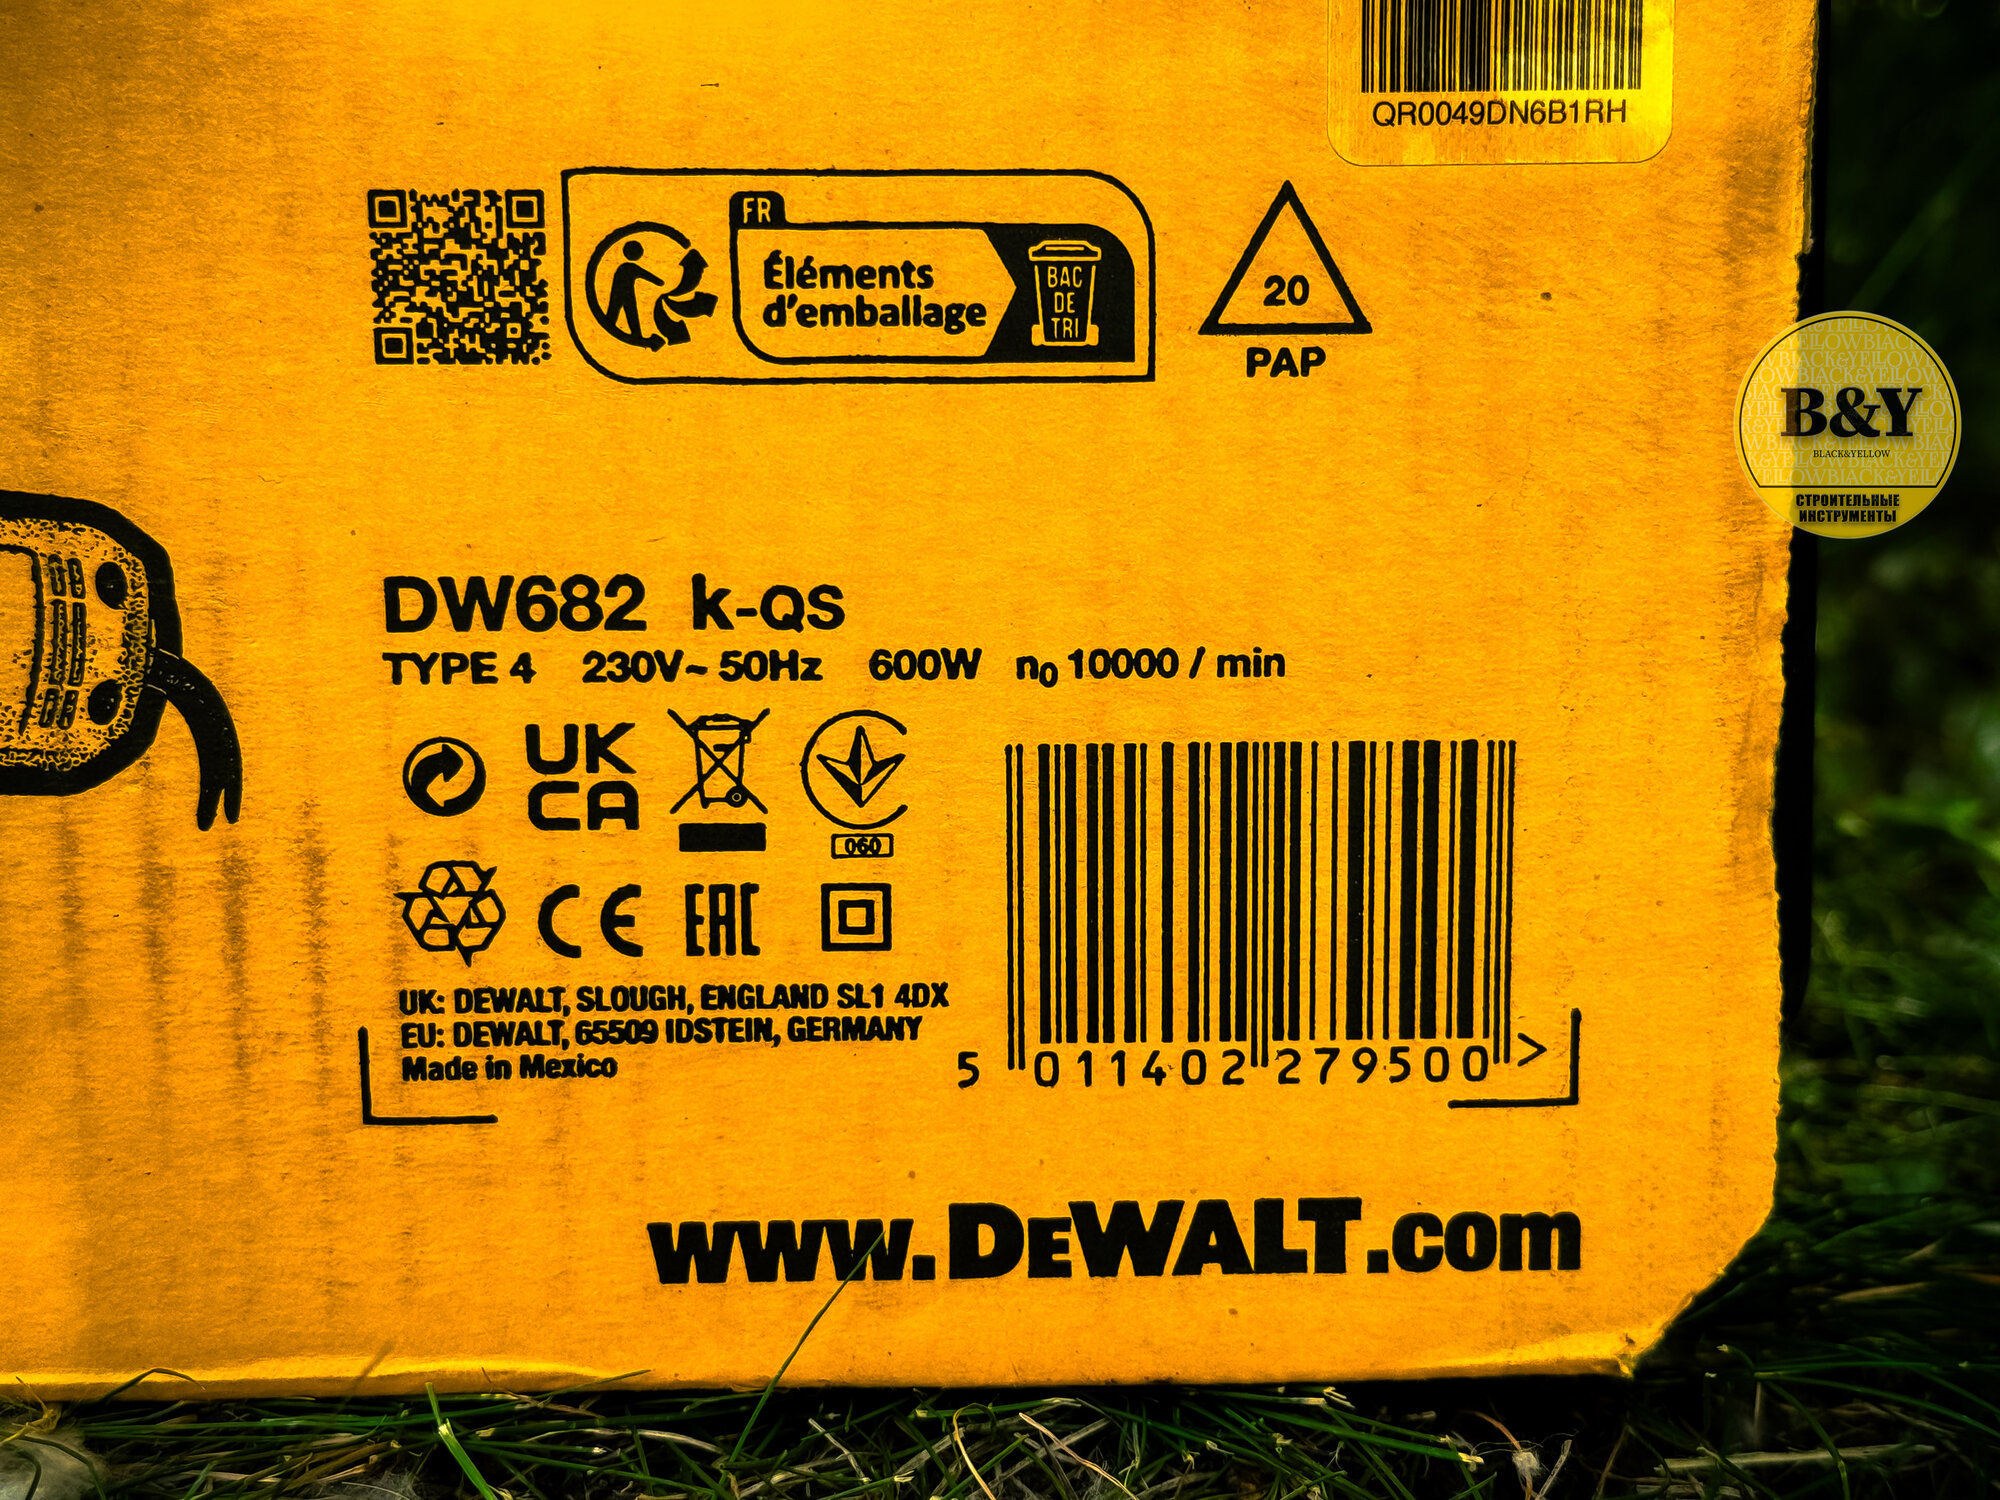 QR0049DN6B1RH
FR
Éléments
d'emballage
BAC
DE
TRI
20
PAP
B&Y
BLACK&YELLOW
СТРОИТЕЛЬНЫЕ
ИНСТРУМЕНТЫ
DW682 k-QS
TYPE 4 230V~ 50Hz 600W n₀ 10000 / min
UK
CA
060
CE EAC
UK: DEWALT, SLOUGH, ENGLAND SL1 4DX
EU: DEWALT, 65509 IDSTEIN, GERMANY
Made in Mexico
5 011402 279500 >
www.DEWALT.com